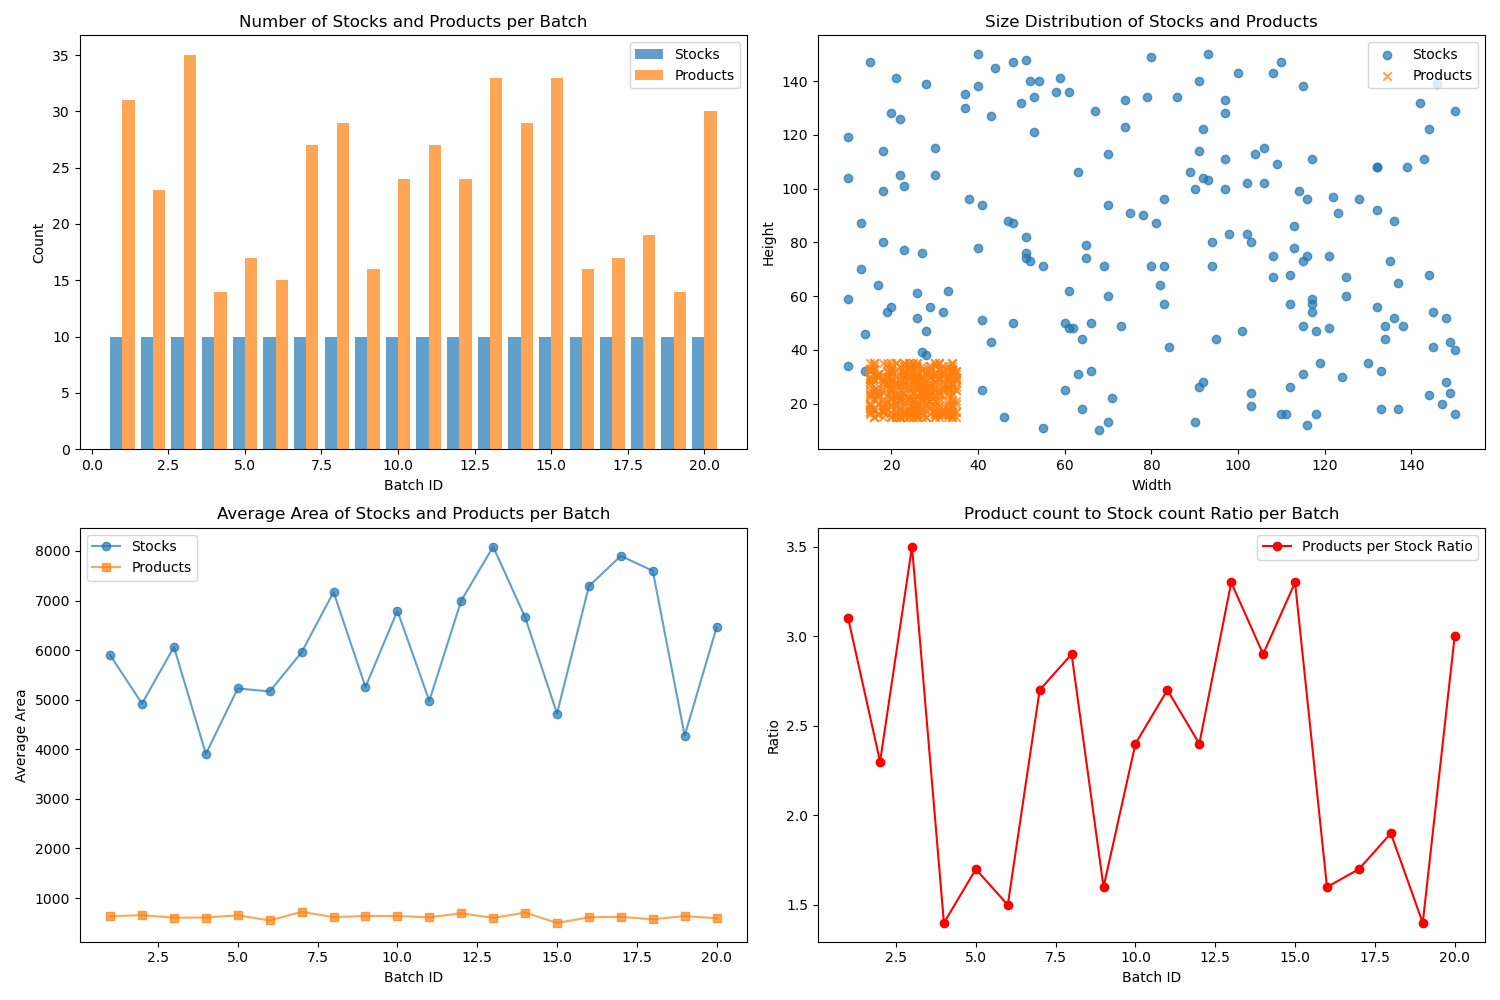 Number of Stocks and Products per Batch
Stocks
Products
Count
35
30
25
20
15
10
5
0
0.0 2.5 5.0 7.5 10.0 12.5 15.0 17.5 20.0
Batch ID
Size Distribution of Stocks and Products
Stocks
Products
Height
140
120
100
80
60
40
20
20 40 60 80 100 120 140
Width
Average Area of Stocks and Products per Batch
Stocks
Products
Average Area
8000
7000
6000
5000
4000
3000
2000
1000
2.5 5.0 7.5 10.0 12.5 15.0 17.5 20.0
Batch ID
Product count to Stock count Ratio per Batch
Products per Stock Ratio
Ratio
3.5
3.0
2.5
2.0
1.5
2.5 5.0 7.5 10.0 12.5 15.0 17.5 20.0
Batch ID